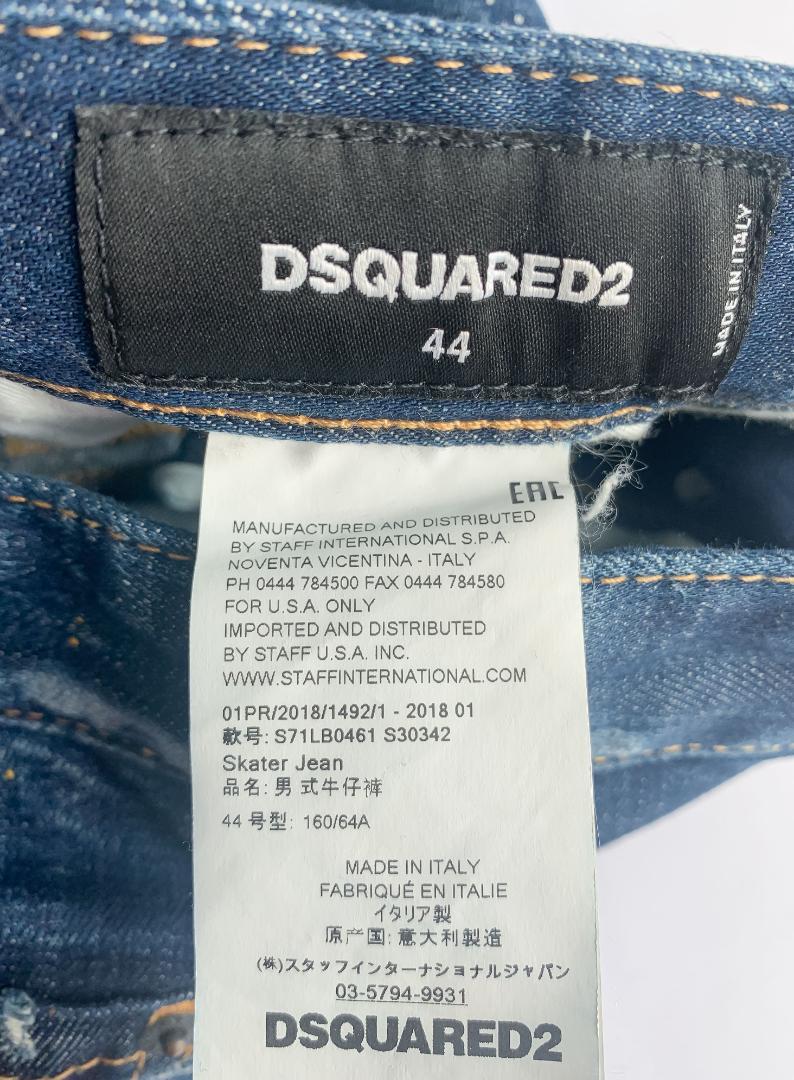 DSQUARED2
44
MADE IN ITALY
EAC
MANUFACTURED AND DISTRIBUTED
BY STAFF INTERNATIONAL S.P.A.
NOVENTA VICENTINA - ITALY
PH 0444 784500 FAX 0444 784580
FOR U.S.A. ONLY
IMPORTED AND DISTRIBUTED
BY STAFF U.S.A. INC.
WWW.STAFFINTERNATIONAL.COM
01PR/2018/1492/1 - 2018 01
款号: S71LB0461 S30342
Skater Jean
品名: 男 式牛仔裤
44 号型: 160/64A
MADE IN ITALY
FABRIQUÉ EN ITALIE
イタリア製
原产国: 意大利製造
(株)スタッフインターナショナルジャパン
03-5794-9931
DSQUARED2